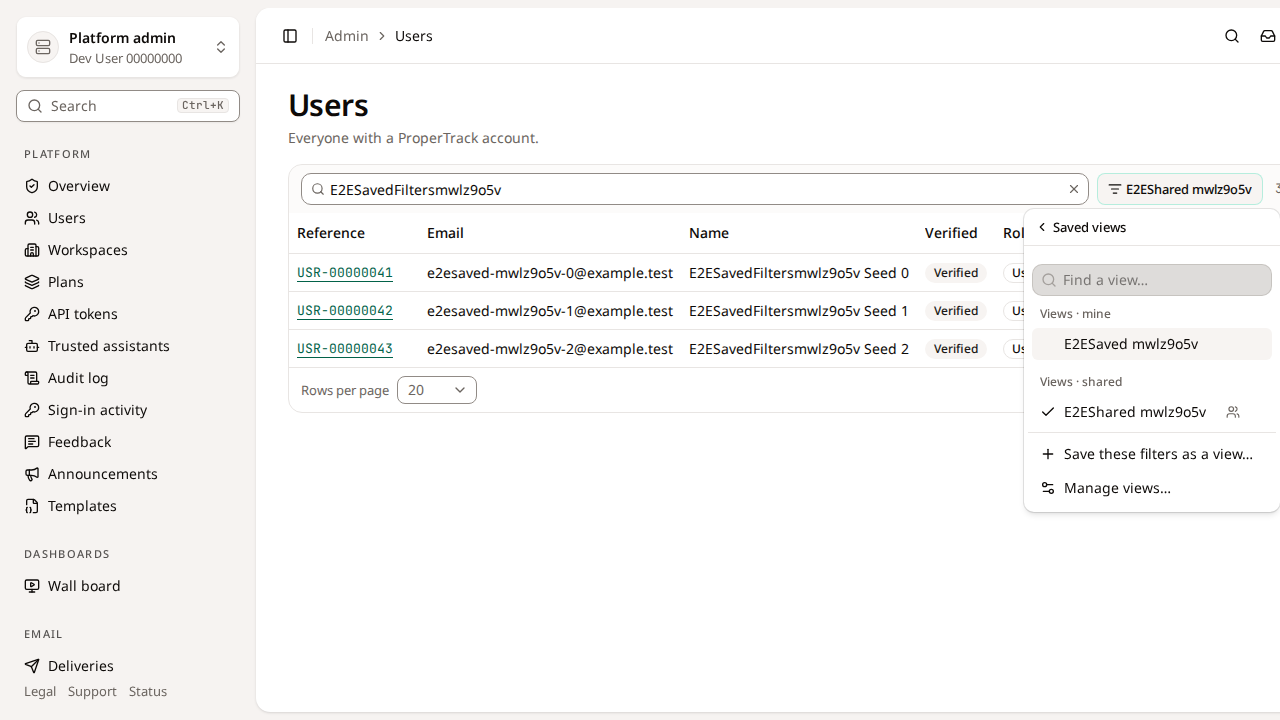 Platform admin
Dev User 00000000
Search Ctrl+K
PLATFORM
Overview
Users
Workspaces
Plans
API tokens
Trusted assistants
Audit log
Sign-in activity
Feedback
Announcements
Templates
DASHBOARDS
Wall board
EMAIL
Deliveries
Legal Support Status
Admin > Users
Users
Everyone with a ProperTrack account.
E2ESavedFiltersmwlz9o5v
E2EShared mwlz9o5v
Reference Email Name Verified
USR-00000041 e2esaved-mwlz9o5v-0@example.test E2ESavedFiltersmwlz9o5v Seed 0 Verified
USR-00000042 e2esaved-mwlz9o5v-1@example.test E2ESavedFiltersmwlz9o5v Seed 1 Verified
USR-00000043 e2esaved-mwlz9o5v-2@example.test E2ESavedFiltersmwlz9o5v Seed 2 Verified
Rows per page 20
Saved views
Find a view...
Views · mine
E2ESaved mwlz9o5v
Views · shared
E2EShared mwlz9o5v
Save these filters as a view...
Manage views...